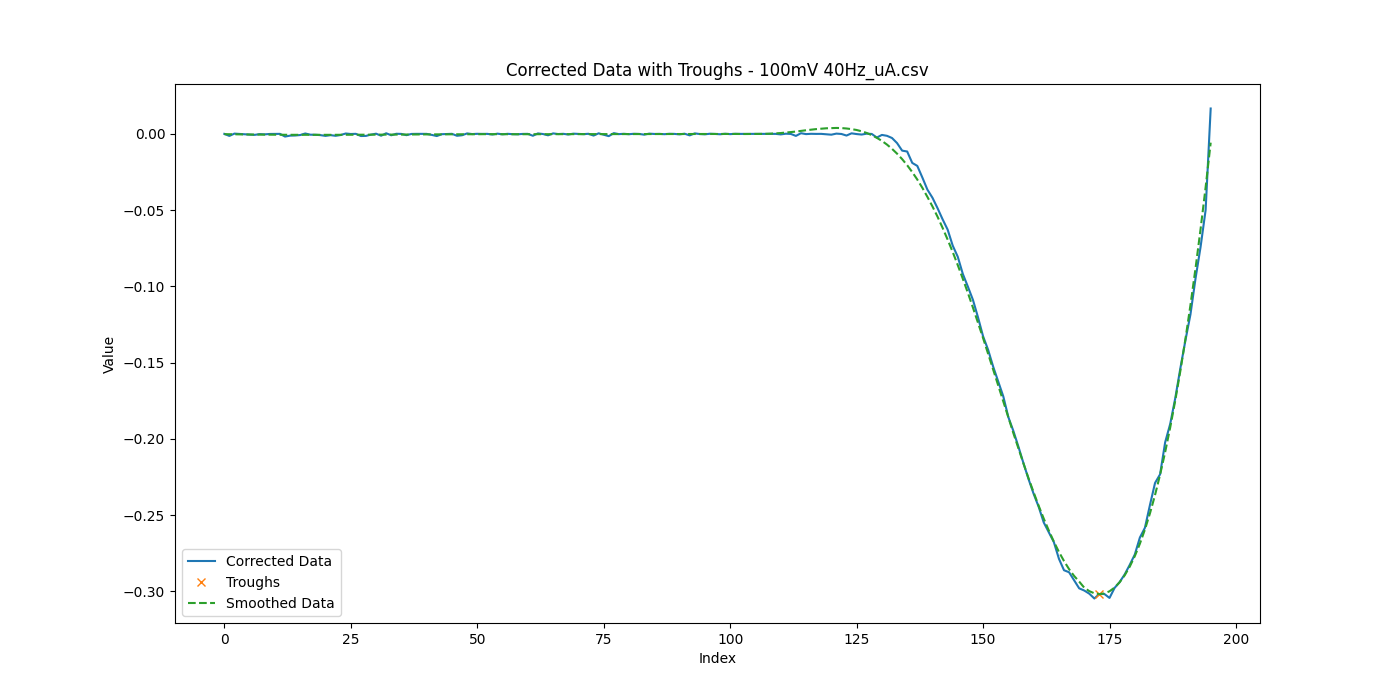 Corrected Data with Troughs - 100mV 40Hz_uA.csv
0.00
−0.05
−0.10
−0.15
−0.20
−0.25
−0.30
Value
Corrected Data
Troughs
Smoothed Data
0 25 50 75 100 125 150 175 200
Index